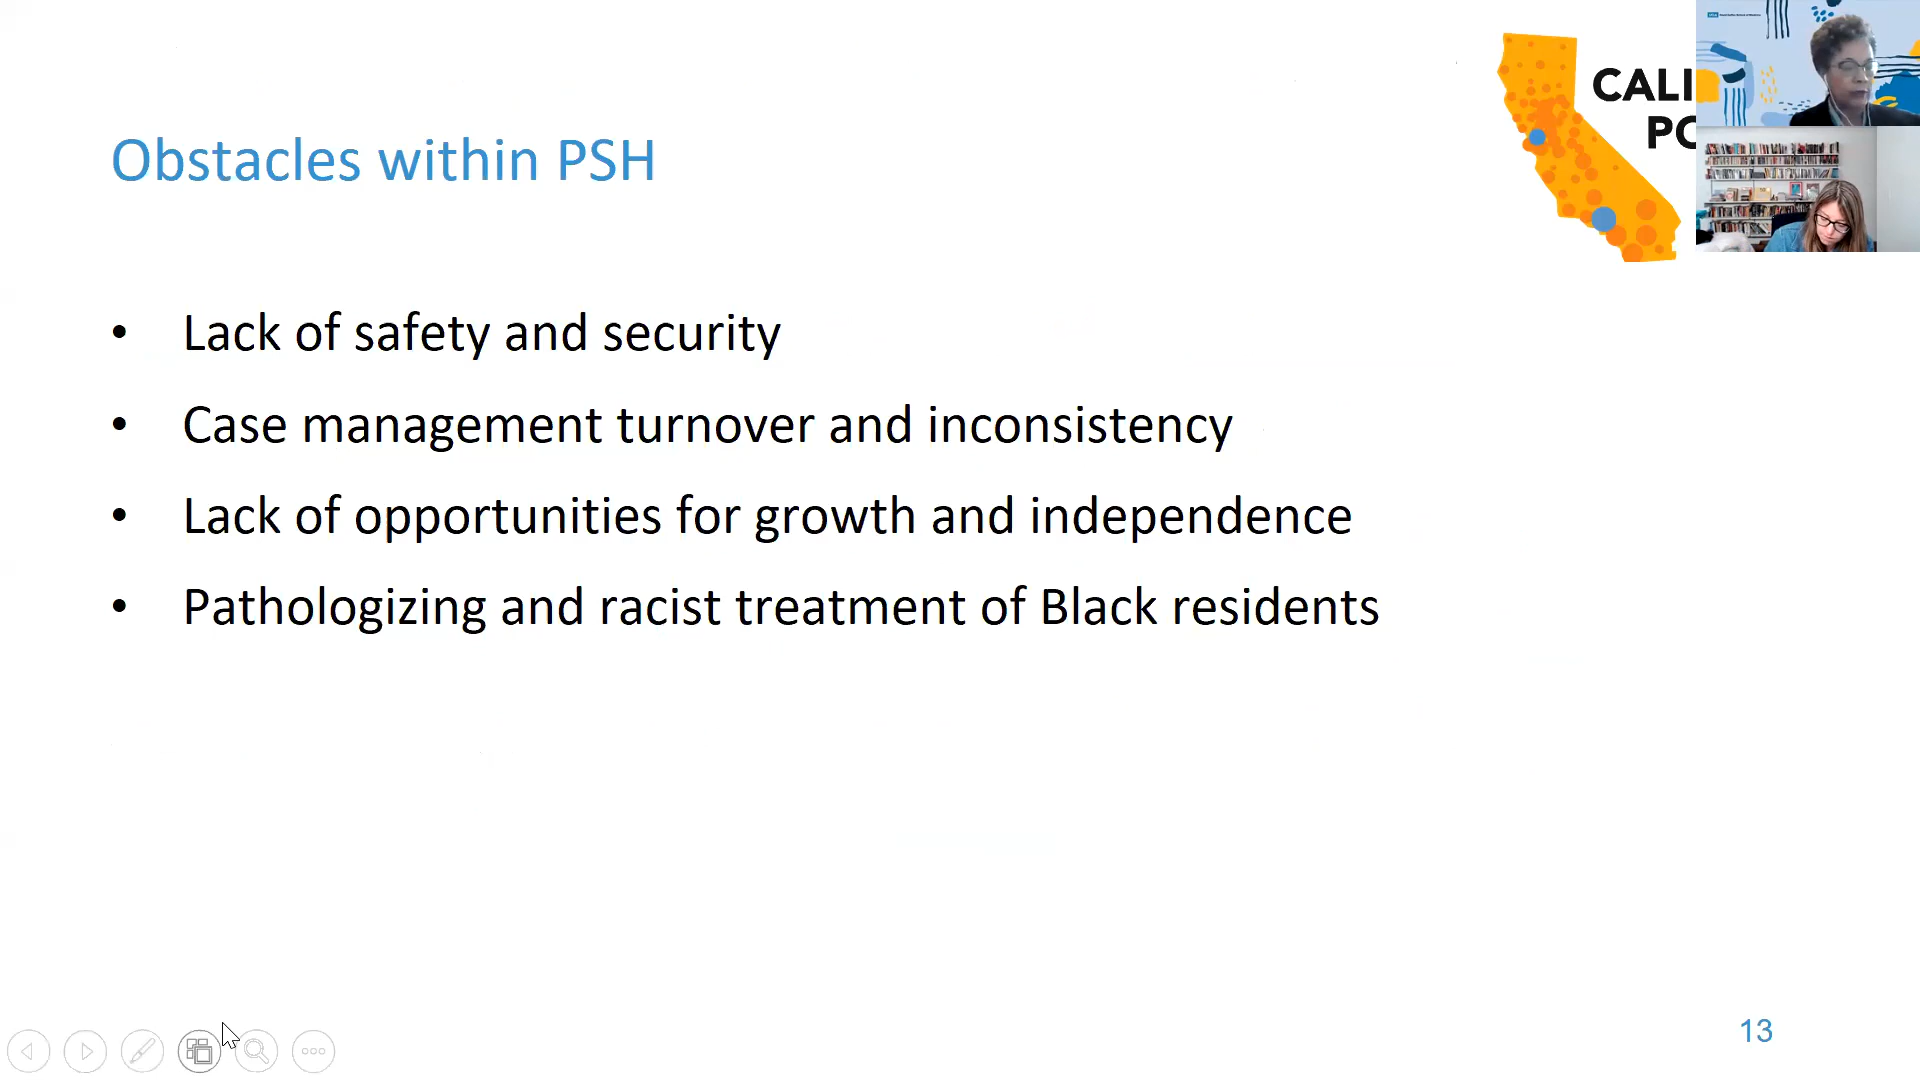 Obstacles within PSH
CALI
PO
• Lack of safety and security
• Case management turnover and inconsistency
• Lack of opportunities for growth and independence
• Pathologizing and racist treatment of Black residents
13